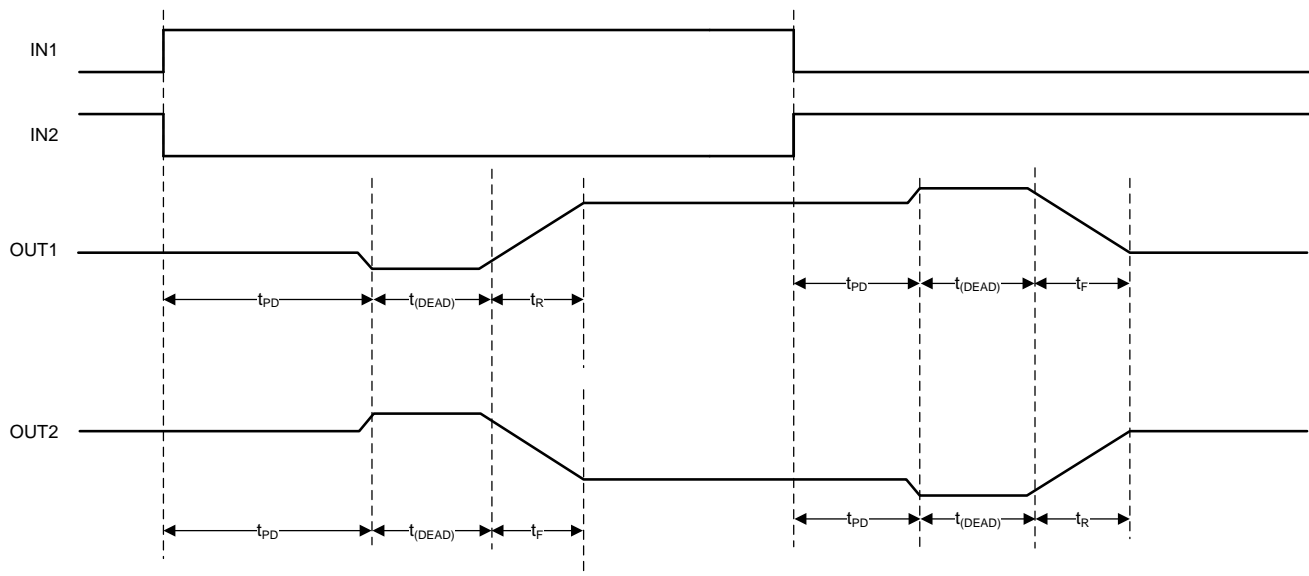 IN1
IN2
OUT1
tPD t(DEAD) tR tPD t(DEAD) tF
OUT2
tPD t(DEAD) tF tPD t(DEAD) tR